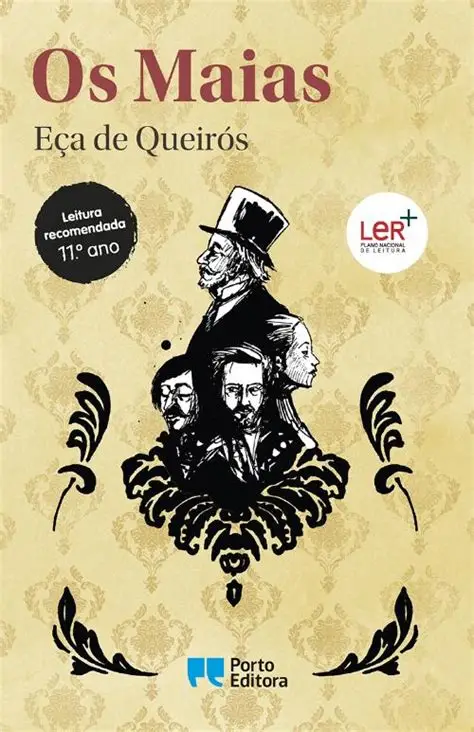 Os Maias
Eça de Queirós
Leitura
recomendada
11.º ano
LeR+
PLANO NACIONAL
DE LEITURA
Porto
Editora